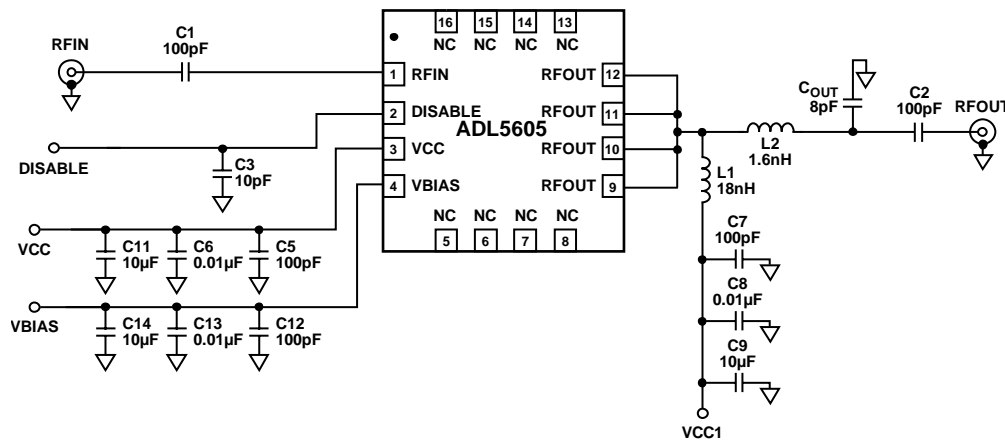 16 15 14 13
NC NC NC NC
RFIN
C1
100pF
1 RFIN
RFOUT 12
2 DISABLE
RFOUT 11
ADL5605
3 VCC
RFOUT 10
4 VBIAS
RFOUT 9
NC NC NC NC
5 6 7 8
DISABLE
C3
10pF
VCC
C11
10µF
C6
0.01µF
C5
100pF
VBIAS
C14
10µF
C13
0.01µF
C12
100pF
COUT
8pF
C2
100pF
RFOUT
L2
1.6nH
L1
18nH
C7
100pF
C8
0.01µF
C9
10µF
VCC1